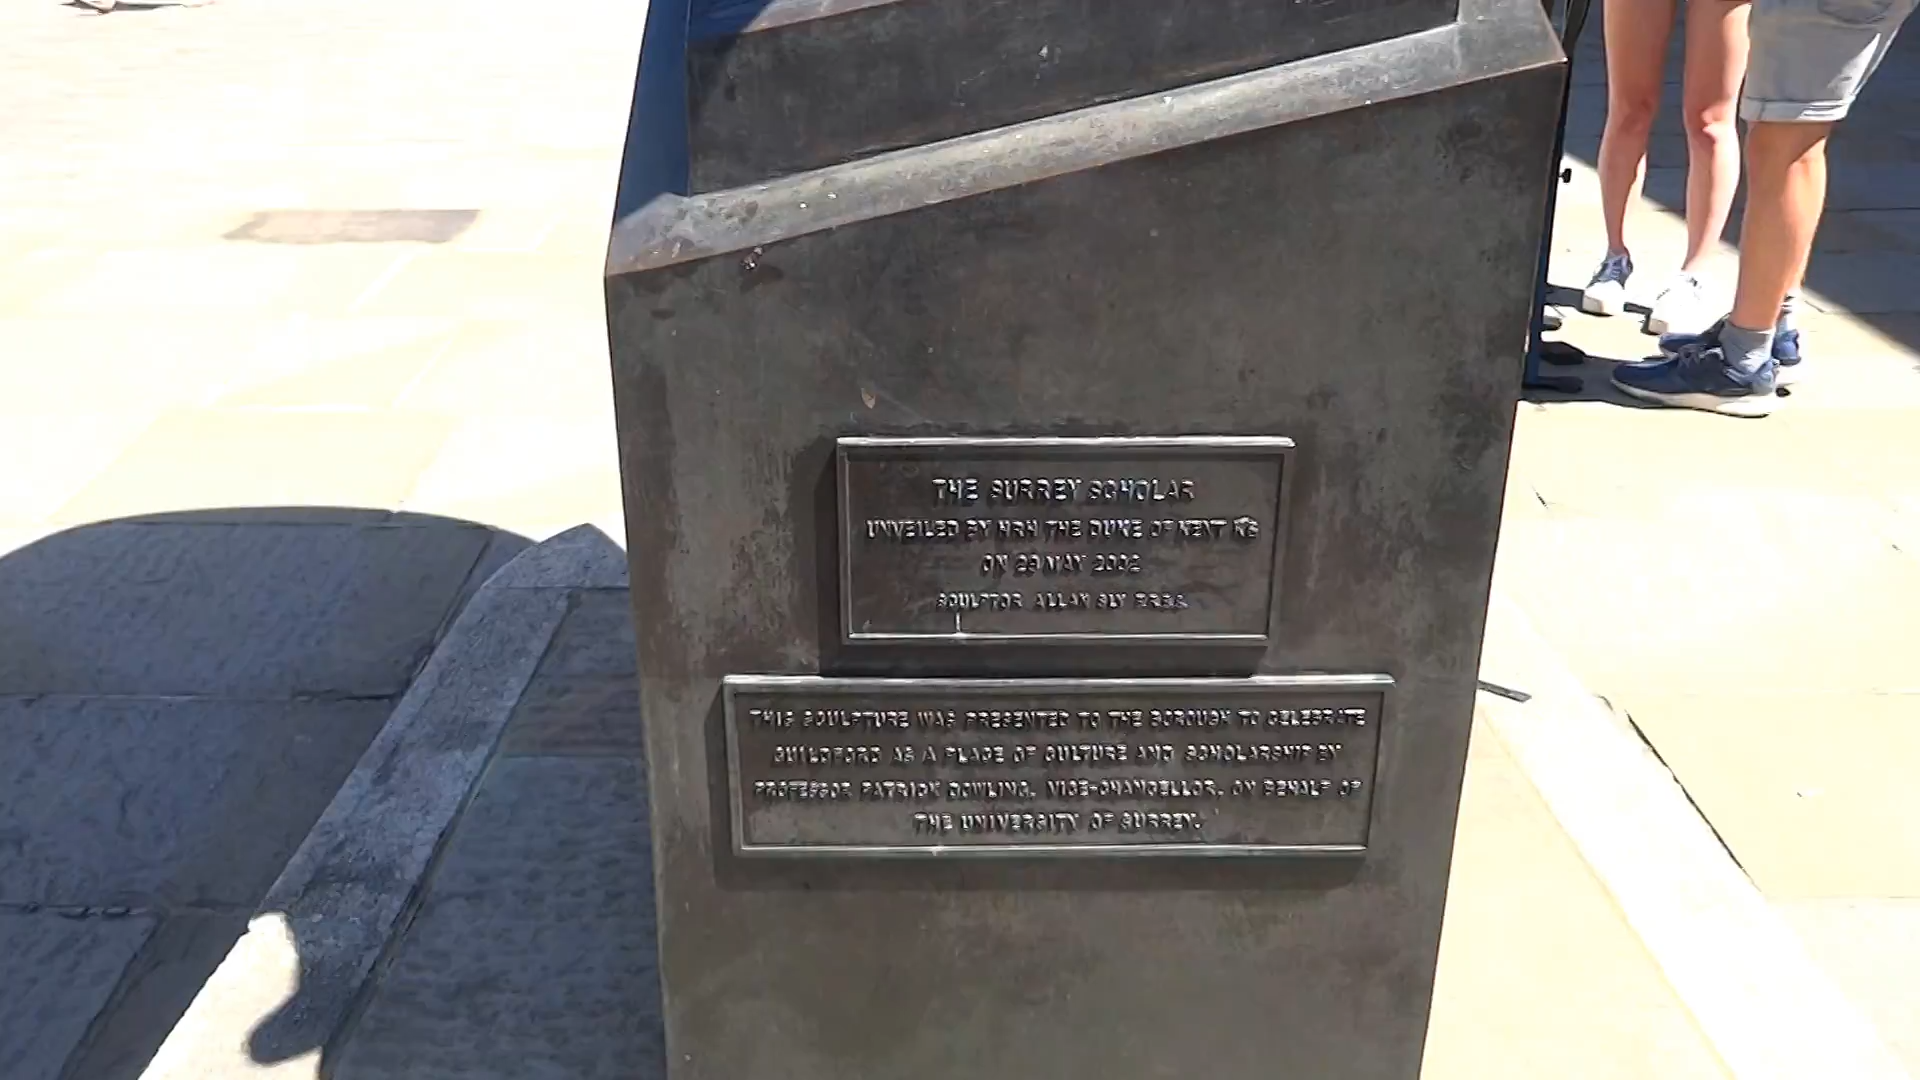 THE SURREY SCHOLAR
UNVEILED BY HRH THE DUKE OF KENT KG
ON 29 MAY 2002
SCULPTOR ALLAN SLY FRBS
THIS SCULPTURE WAS PRESENTED TO THE BOROUGH TO CELEBRATE
GUILDFORD AS A PLACE OF CULTURE AND SCHOLARSHIP BY
PROFESSOR PATRICK DOWLING, VICE-CHANCELLOR, ON BEHALF OF
THE UNIVERSITY OF SURREY.